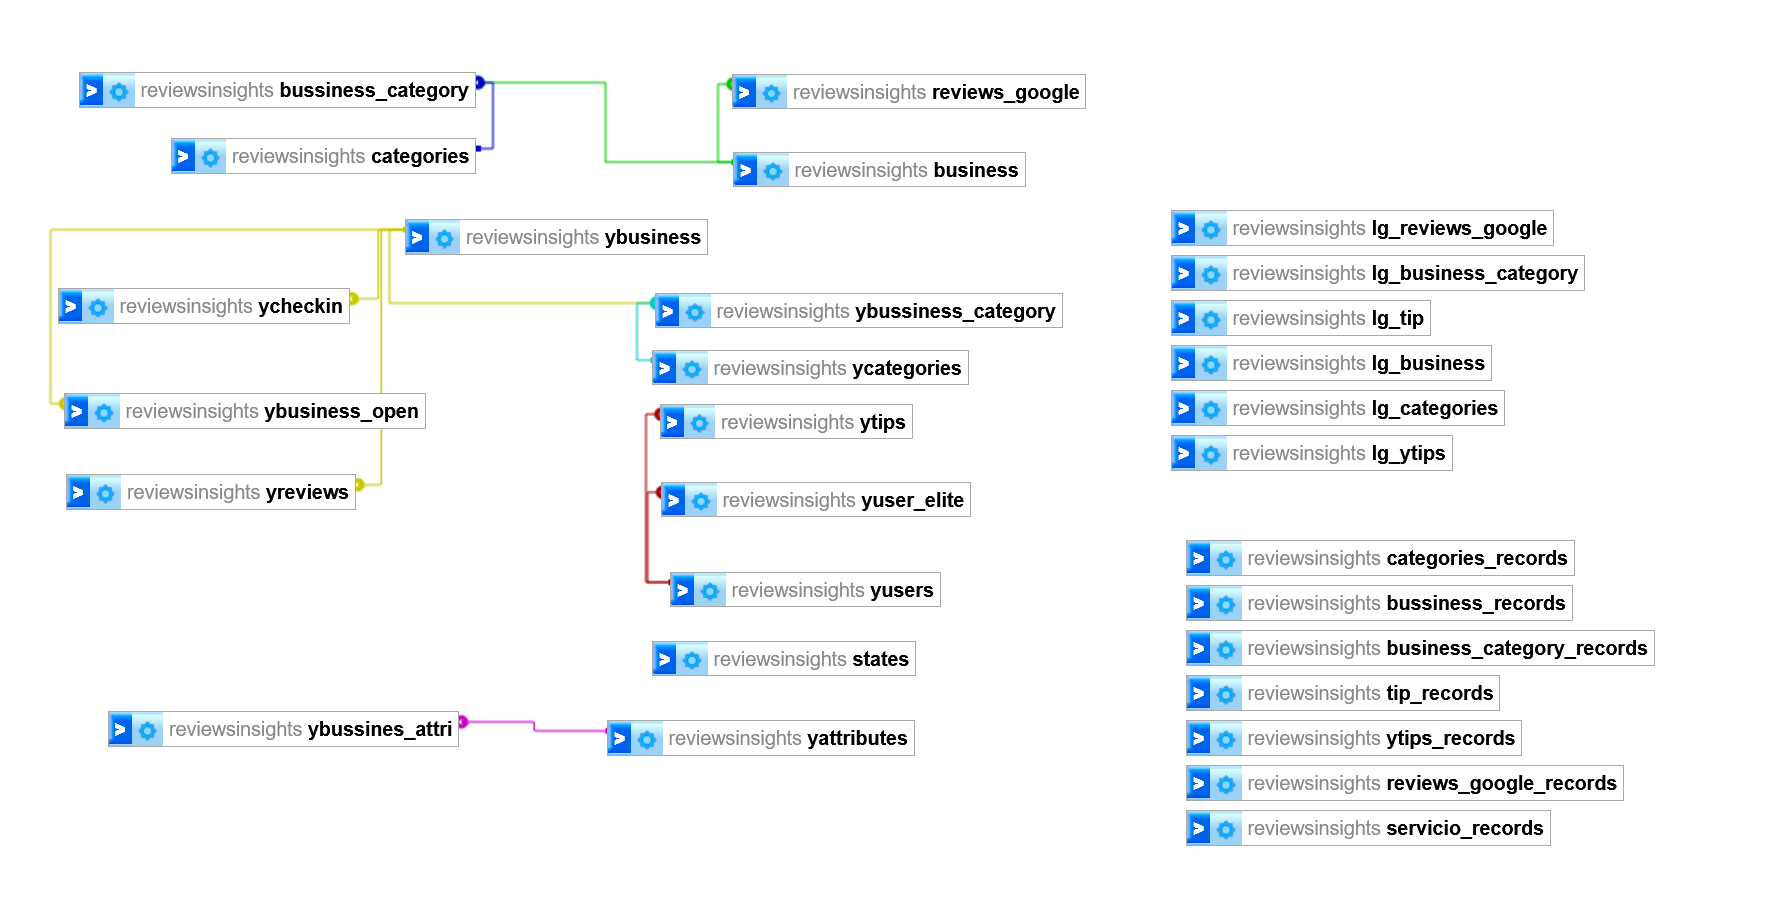 reviewsinsights bussiness_category
reviewsinsights categories
reviewsinsights reviews_google
reviewsinsights business
reviewsinsights ybusiness
reviewsinsights ycheckin
reviewsinsights ybusiness_open
reviewsinsights yreviews
reviewsinsights ybussiness_category
reviewsinsights ycategories
reviewsinsights ytips
reviewsinsights yuser_elite
reviewsinsights yusers
reviewsinsights states
reviewsinsights ybussines_attri
reviewsinsights yattributes
reviewsinsights lg_reviews_google
reviewsinsights lg_business_category
reviewsinsights lg_tip
reviewsinsights lg_business
reviewsinsights lg_categories
reviewsinsights lg_ytips
reviewsinsights categories_records
reviewsinsights bussiness_records
reviewsinsights business_category_records
reviewsinsights tip_records
reviewsinsights ytips_records
reviewsinsights reviews_google_records
reviewsinsights servicio_records